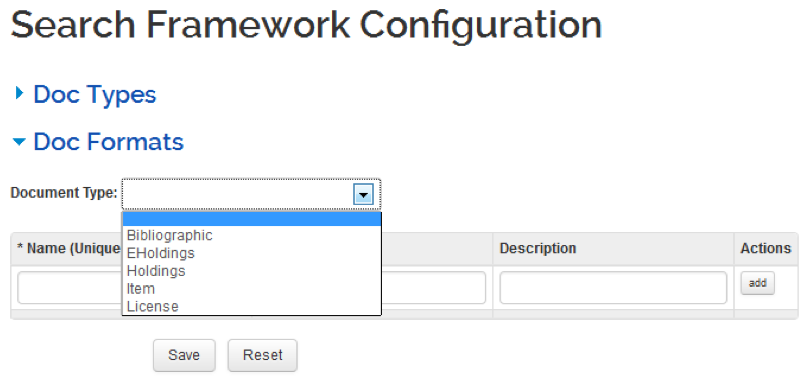 Search Framework Configuration
Doc Types
Doc Formats
Document Type:
Bibliographic
EHoldings
Holdings
Item
License
* Name (Unique Description Actions
add
Save Reset